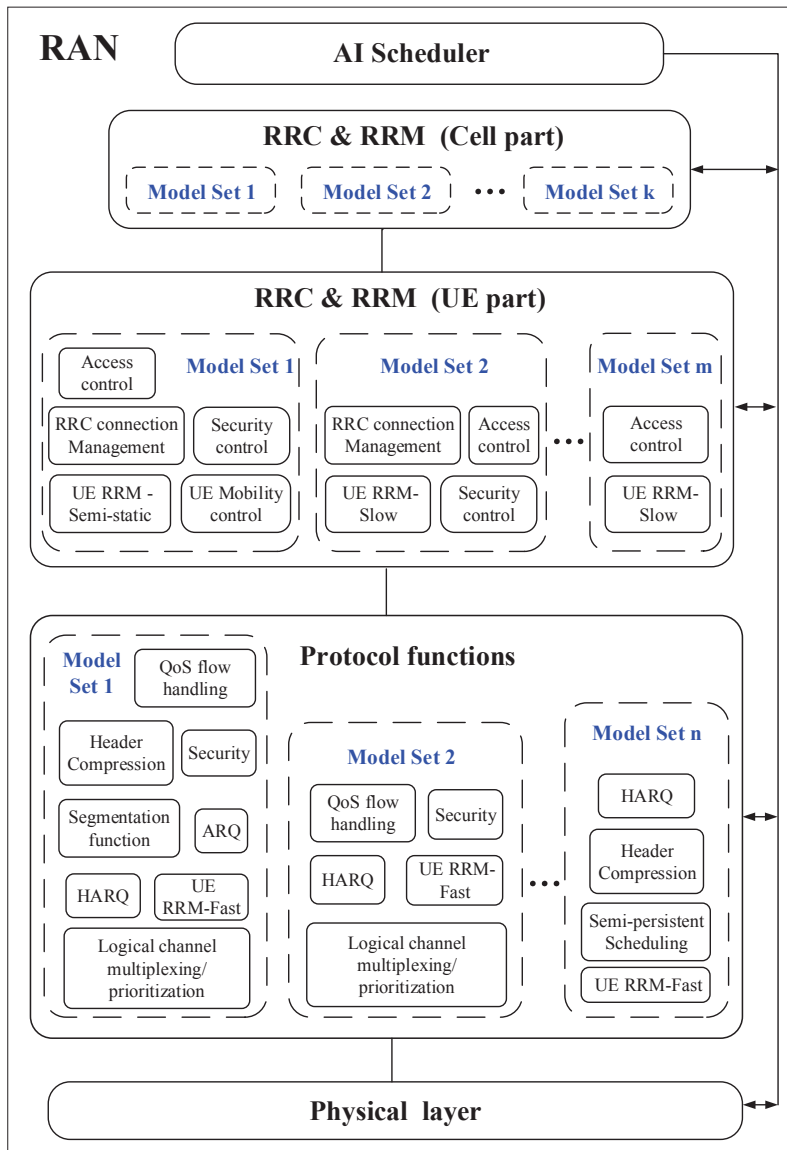 RAN
AI Scheduler
RRC & RRM (Cell part)
Model Set 1
Model Set 2
•••
Model Set k
RRC & RRM (UE part)
Model Set 1
Access
control
RRC connection
Management
Security
control
UE RRM -
Semi-static
UE Mobility
control
Model Set 2
RRC connection
Management
Access
control
UE RRM-
Slow
Security
control
•••
Model Set m
Access
control
UE RRM-
Slow
Protocol functions
Model
Set 1
QoS flow
handling
Header
Compression
Security
Segmentation
function
ARQ
HARQ
UE
RRM-Fast
Logical channel
multiplexing/
prioritization
Model Set 2
QoS flow
handling
Security
HARQ
UE RRM-
Fast
Logical channel
multiplexing/
prioritization
•••
Model Set n
HARQ
Header
Compression
Semi-persistent
Scheduling
UE RRM-Fast
Physical layer